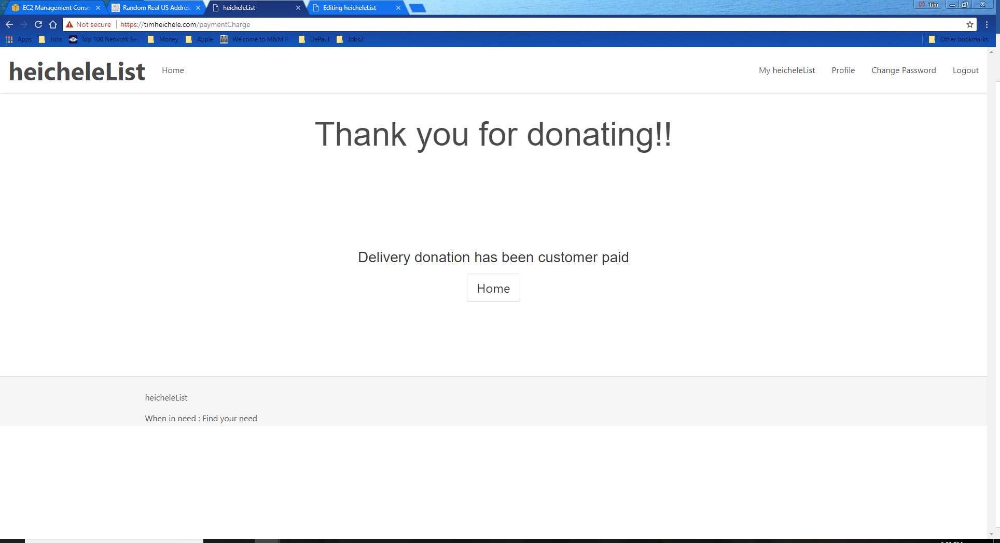 EC2 Management Conso
Random Real US Address
heicheleList
Editing heicheleList
Tim
Not secure
https://timheichele.com/paymentCharge
Apps
Jobs
Top 100 Network Sec
Money
Apple
Welcome to M&M Pr
DePaul
Jobs2
Other bookmarks
heicheleList
Home
My heicheleList
Profile
Change Password
Logout
Thank you for donating!!
Delivery donation has been customer paid
Home
heicheleList
When in need : Find your need